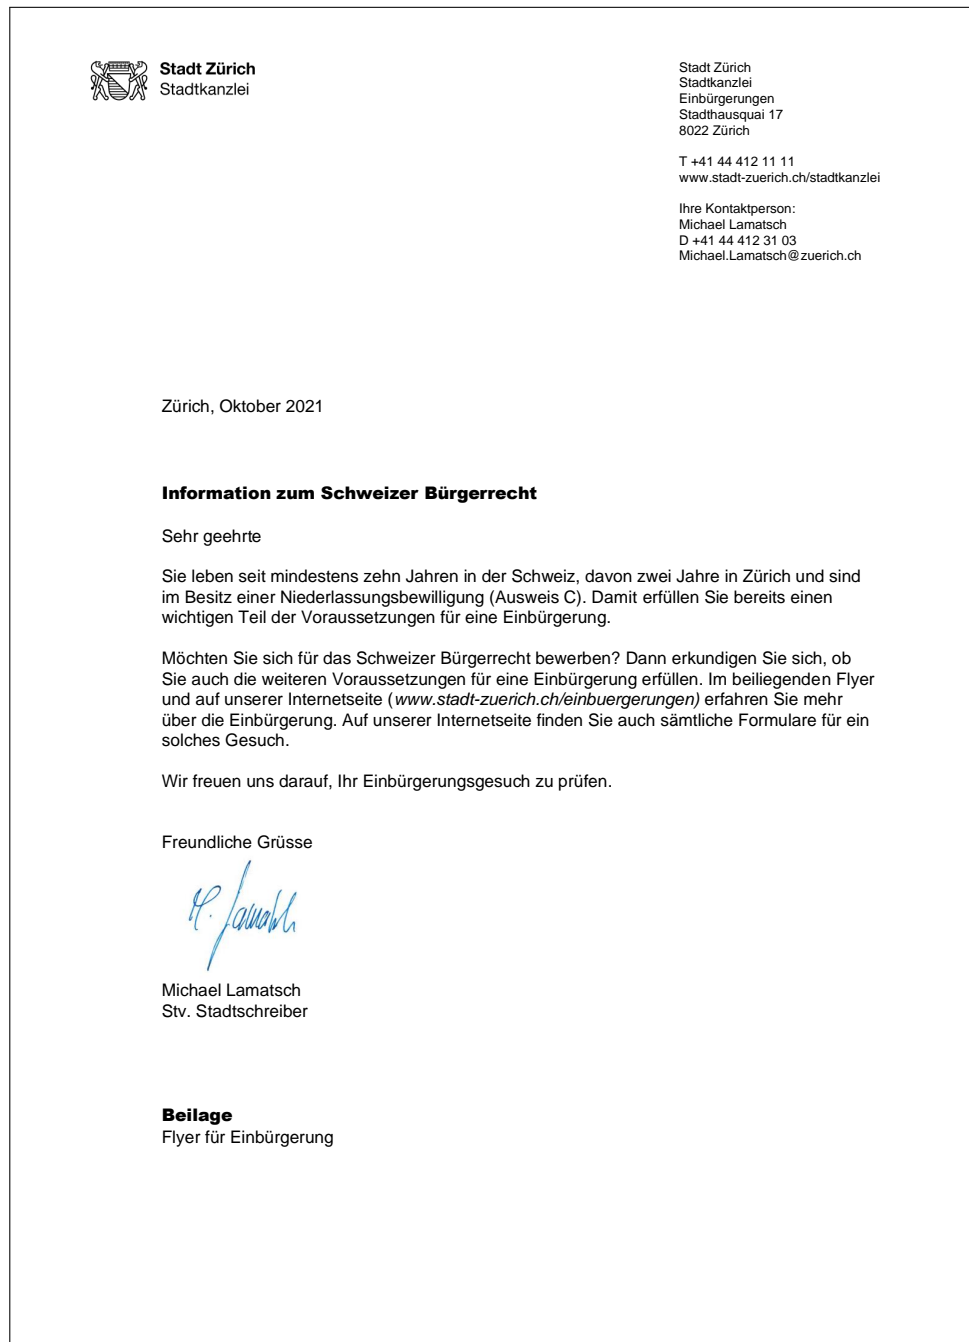 Stadt Zürich
Stadtkanzlei
Stadt Zürich
Stadtkanzlei
Einbürgerungen
Stadthausquai 17
8022 Zürich
T +41 44 412 11 11
www.stadt-zuerich.ch/stadtkanzlei
Ihre Kontaktperson:
Michael Lamatsch
D +41 44 412 31 03
Michael.Lamatsch@zuerich.ch
Zürich, Oktober 2021
Information zum Schweizer Bürgerrecht
Sehr geehrte
Sie leben seit mindestens zehn Jahren in der Schweiz, davon zwei Jahre in Zürich und sind
im Besitz einer Niederlassungsbewilligung (Ausweis C). Damit erfüllen Sie bereits einen
wichtigen Teil der Voraussetzungen für eine Einbürgerung.
Möchten Sie sich für das Schweizer Bürgerrecht bewerben? Dann erkundigen Sie sich, ob
Sie auch die weiteren Voraussetzungen für eine Einbürgerung erfüllen. Im beiliegenden Flyer
und auf unserer Internetseite (www.stadt-zuerich.ch/einbuergerungen) erfahren Sie mehr
über die Einbürgerung. Auf unserer Internetseite finden Sie auch sämtliche Formulare für ein
solches Gesuch.
Wir freuen uns darauf, Ihr Einbürgerungsgesuch zu prüfen.
Freundliche Grüsse
M. Lamatsch
Michael Lamatsch
Stv. Stadtschreiber
Beilage
Flyer für Einbürgerung